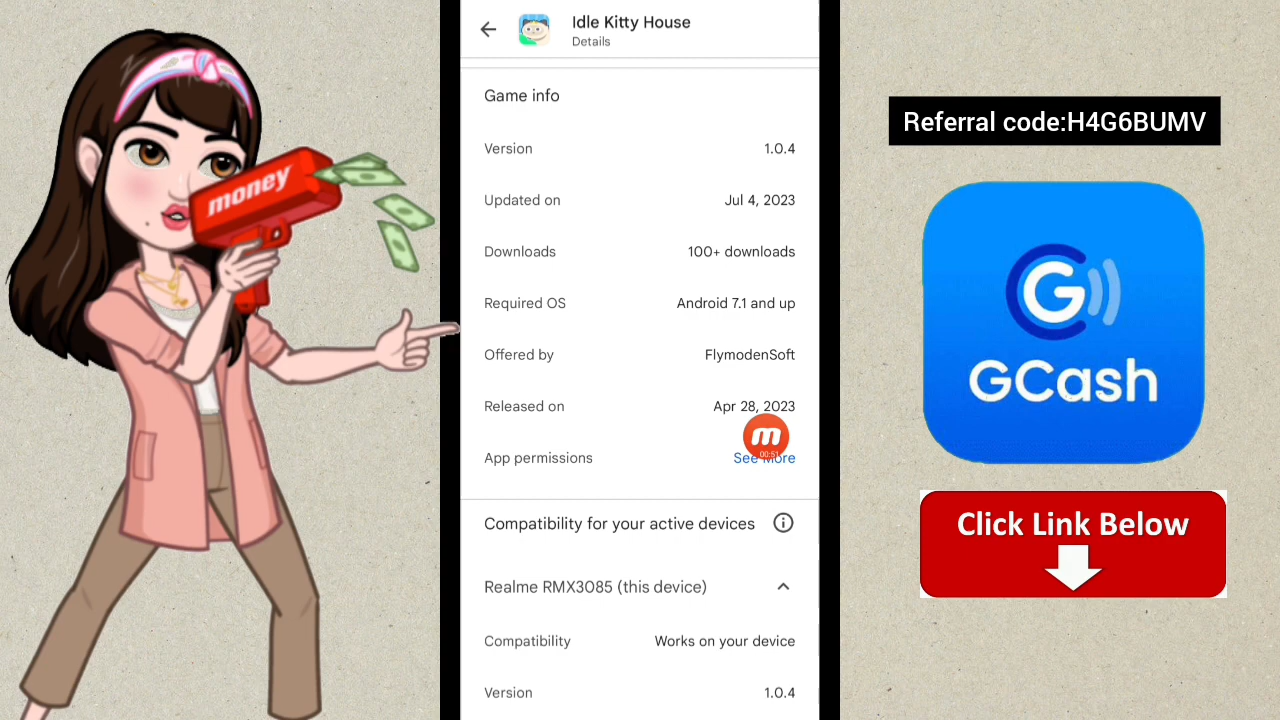 money
Idle Kitty House
Details
Game info
Version 1.0.4
Updated on Jul 4, 2023
Downloads 100+ downloads
Required OS Android 7.1 and up
Offered by FlymodenSoft
Released on Apr 28, 2023
00:51
App permissions See More
Compatibility for your active devices
Realme RMX3085 (this device)
Compatibility Works on your device
Version 1.0.4
Referral code:H4G6BUMV
G
GCash
Click Link Below